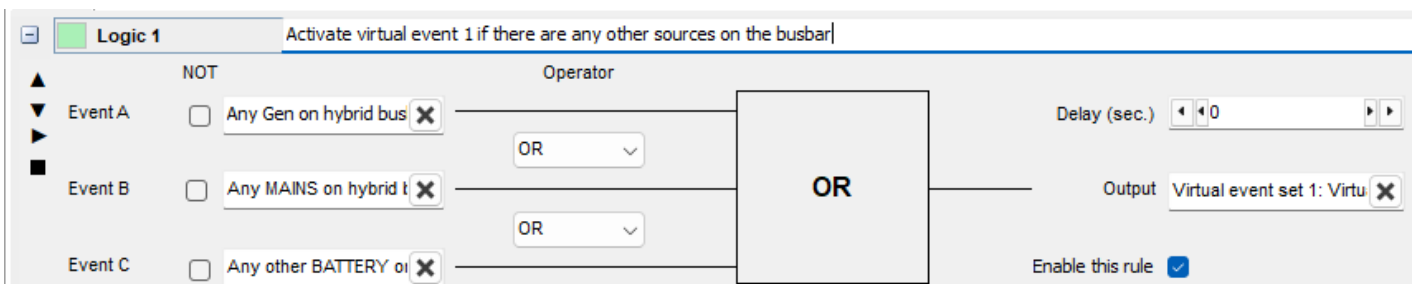 Logic 1 Activate virtual event 1 if there are any other sources on the busbar
NOT Operator
Event A Any Gen on hybrid bus Delay (sec.) 0
OR
Event B Any MAINS on hybrid OR Output Virtual event set 1: Virtu
OR
Event C Any other BATTERY Enable this rule